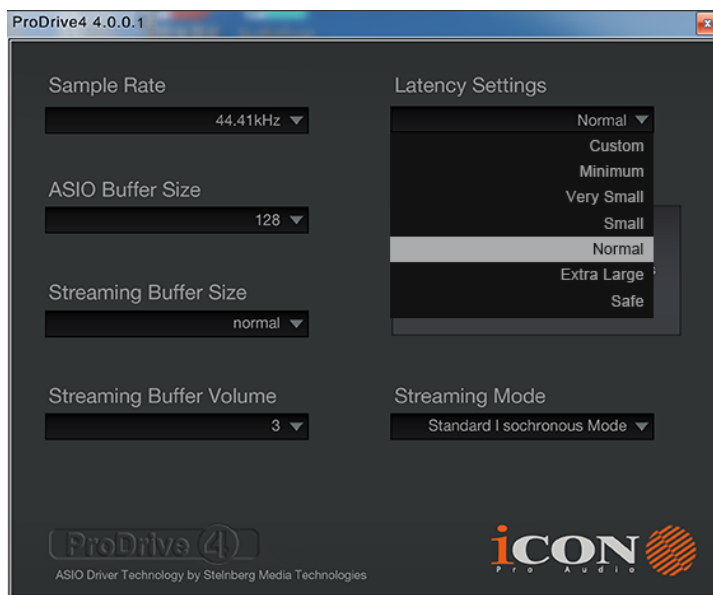 ProDrive4 4.0.0.1
Sample Rate
44.41kHz
ASIO Buffer Size
128
Streaming Buffer Size
normal
Streaming Buffer Volume
3
Latency Settings
Normal
Custom
Minimum
Very Small
Small
Normal
Extra Large
Safe
Streaming Mode
Standard I sochronous Mode
ProDrive 4
ASIO Driver Technology by Steinberg Media Technologies
iCON
Pro Audio